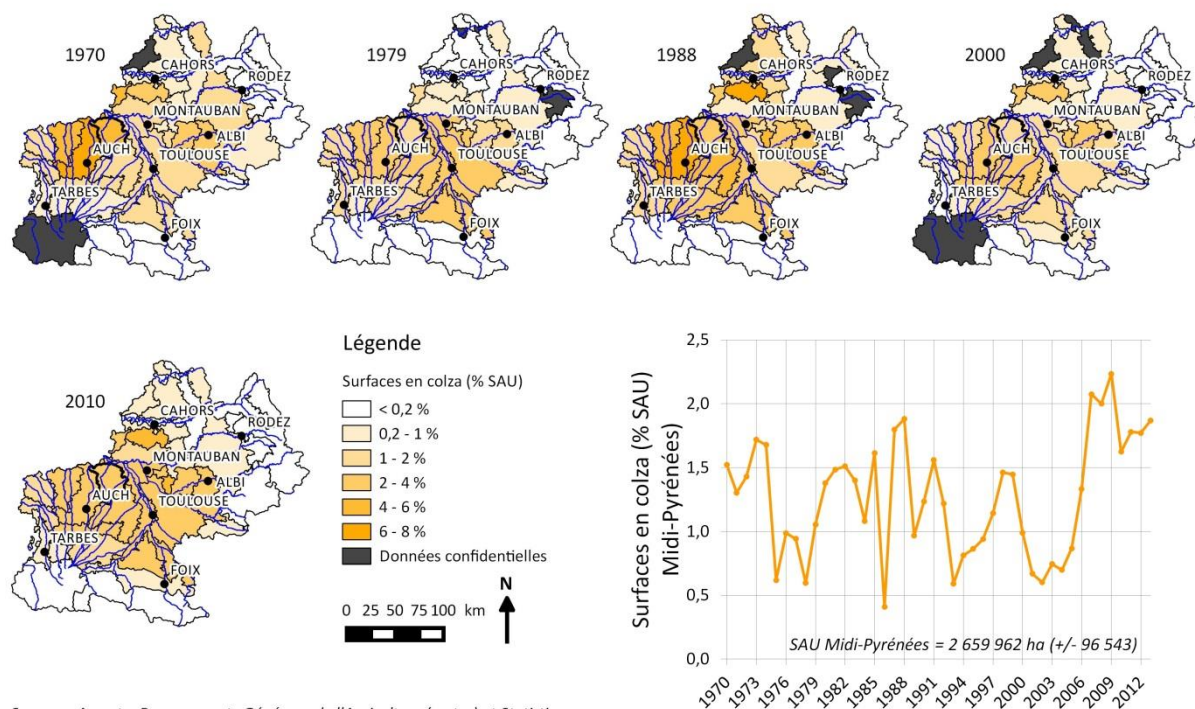 1970
CAHORS
RODEZ
MONTAUBAN
ALBI
AUCH
TOULOUSE
TARBES
FOIX
1979
CAHORS
RODEZ
MONTAUBAN
ALBI
AUCH
TOULOUSE
TARBES
FOIX
1988
CAHORS
RODEZ
MONTAUBAN
ALBI
AUCH
TOULOUSE
TARBES
FOIX
2000
CAHORS
RODEZ
MONTAUBAN
ALBI
AUCH
TOULOUSE
TARBES
FOIX
2010
CAHORS
RODEZ
MONTAUBAN
ALBI
AUCH
TOULOUSE
TARBES
FOIX
Légende
Surfaces en colza (% SAU)
< 0,2 %
0,2 - 1 %
1 - 2 %
2 - 4 %
4 - 6 %
6 - 8 %
Données confidentielles
N
0 25 50 75 100 km
Surfaces en colza (% SAU)
Midi-Pyrénées)
2,5
2,0
1,5
1,0
0,5
0,0
SAU Midi-Pyrénées = 2 659 962 ha (+/- 96 543)
1970 1973 1976 1979 1982 1985 1988 1991 1994 1997 2000 2003 2006 2009 2012